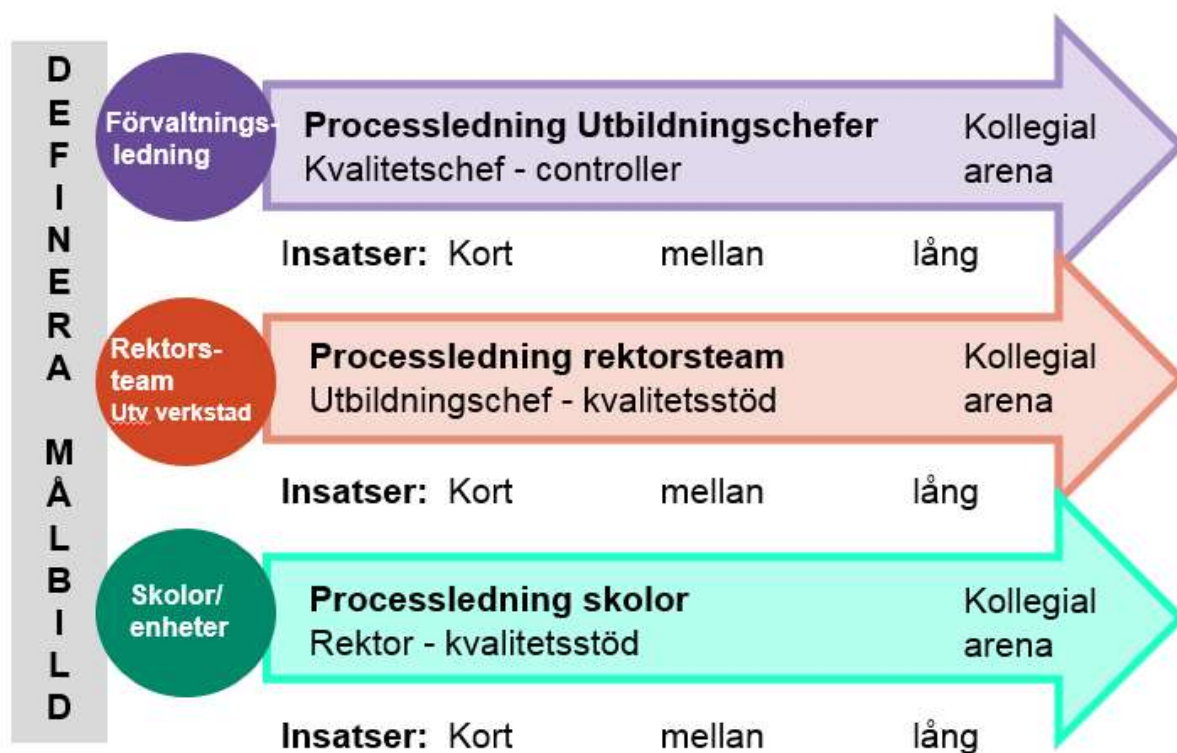 DEFINERA MÅLBILD
Förvaltnings-
ledning
Processledning Utbildningschefer
Kvalitetschef - controller
Kollegial
arena
Insatser: Kort mellan lång
Rektors-
team
Utv verkstad
Processledning rektorsteam
Utbildningschef - kvalitetsstöd
Kollegial
arena
Insatser: Kort mellan lång
Skolor/
enheter
Processledning skolor
Rektor - kvalitetsstöd
Kollegial
arena
Insatser: Kort mellan lång